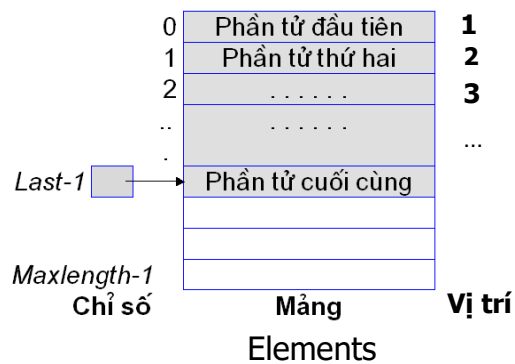 0 Phần tử đầu tiên 1
1 Phần tử thứ hai 2
2 . . . . . . 3
.. . . . . . .
. ...
Last-1 Phần tử cuối cùng
Maxlength-1
Chỉ số Mảng Vị trí
Elements